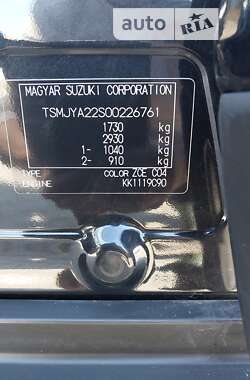 auto
RIA
MAGYAR SUZUKI CORPORATION
TSMJYA22S00226761
1730 kg
2930 kg
1- 1040 kg
2- 910 kg
TYPE COLOR ZCE C04
ENGINE KK1119C90